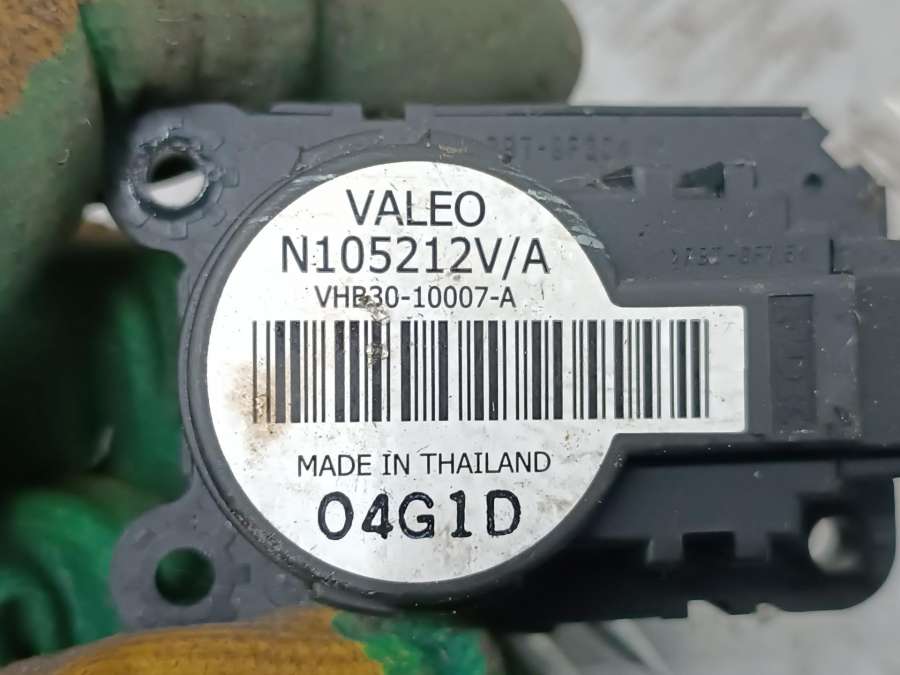 VALEO
N105212V/A
VHB30-10007-A
MADE IN THAILAND
04G1D